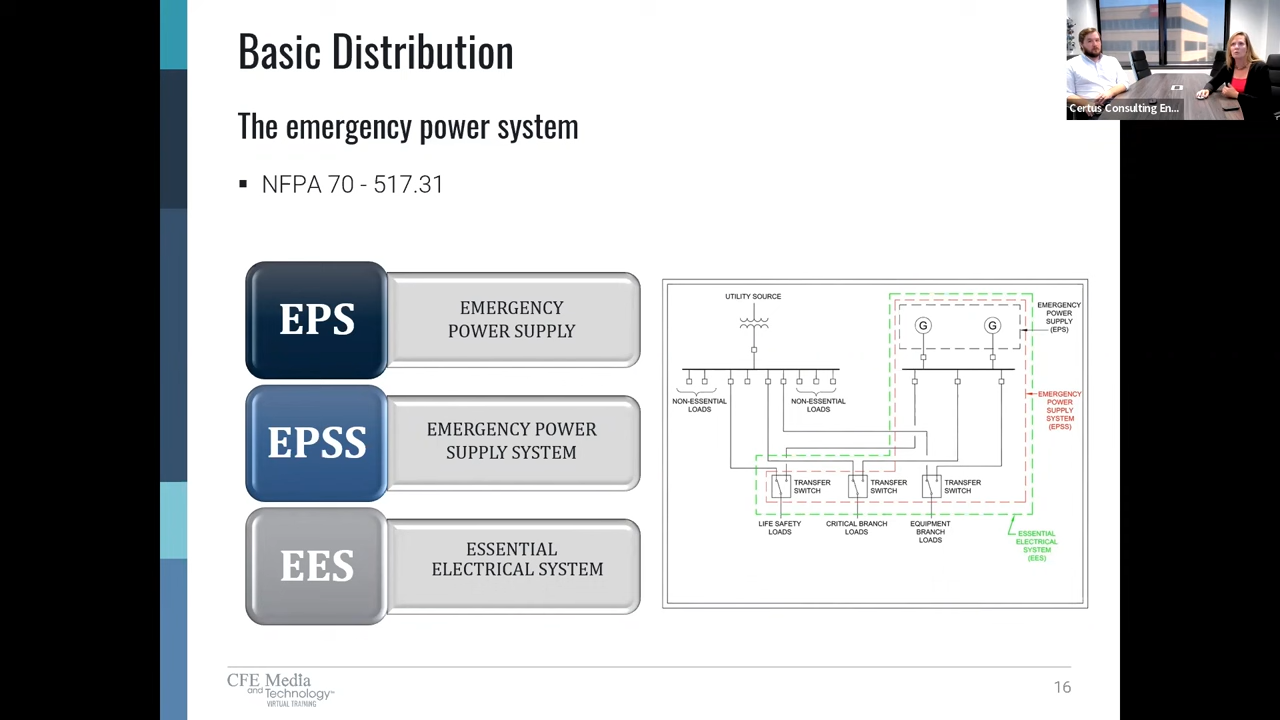 Basic Distribution
The emergency power system
▪ NFPA 70 - 517.31
EPS
EMERGENCY
POWER SUPPLY
EPSS
EMERGENCY POWER
SUPPLY SYSTEM
EES
ESSENTIAL
ELECTRICAL SYSTEM
UTILITY SOURCE
G
G
EMERGENCY
POWER
SUPPLY
(EPS)
NON-ESSENTIAL
LOADS
NON-ESSENTIAL
LOADS
EMERGENCY
POWER
SUPPLY
SYSTEM
(EPSS)
TRANSFER
SWITCH
TRANSFER
SWITCH
TRANSFER
SWITCH
LIFE SAFETY
LOADS
CRITICAL BRANCH
LOADS
EQUIPMENT
BRANCH
LOADS
ESSENTIAL
ELECTRICAL
SYSTEM
(EES)
CFE Media
and Technology™
VIRTUAL TRAINING
16
Certus Consulting En...